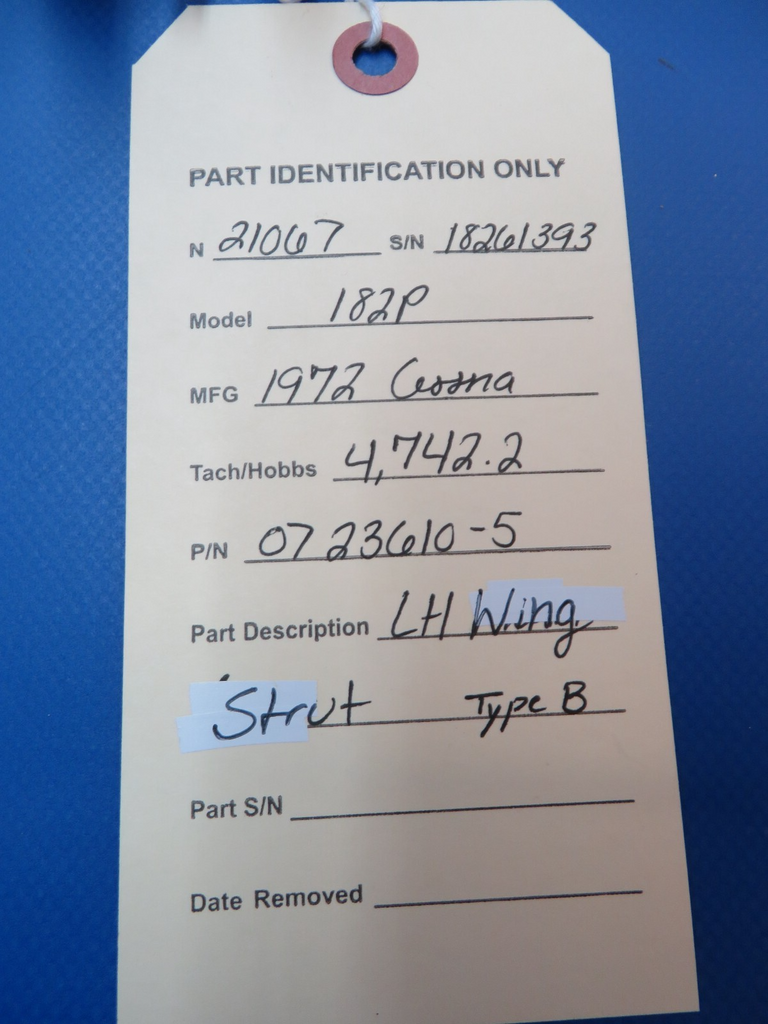 PART IDENTIFICATION ONLY
N 21067 S/N 18261393
Model 182P
MFG 1972 Cessna
Tach/Hobbs 4,742.2
P/N 0723610-5
Part Description LH Wing
Strut Type B
Part S/N
Date Removed